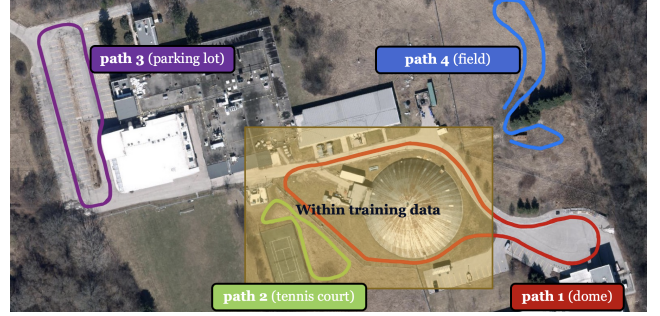 path 3 (parking lot)
path 4 (field)
Within training data
path 2 (tennis court)
path 1 (dome)